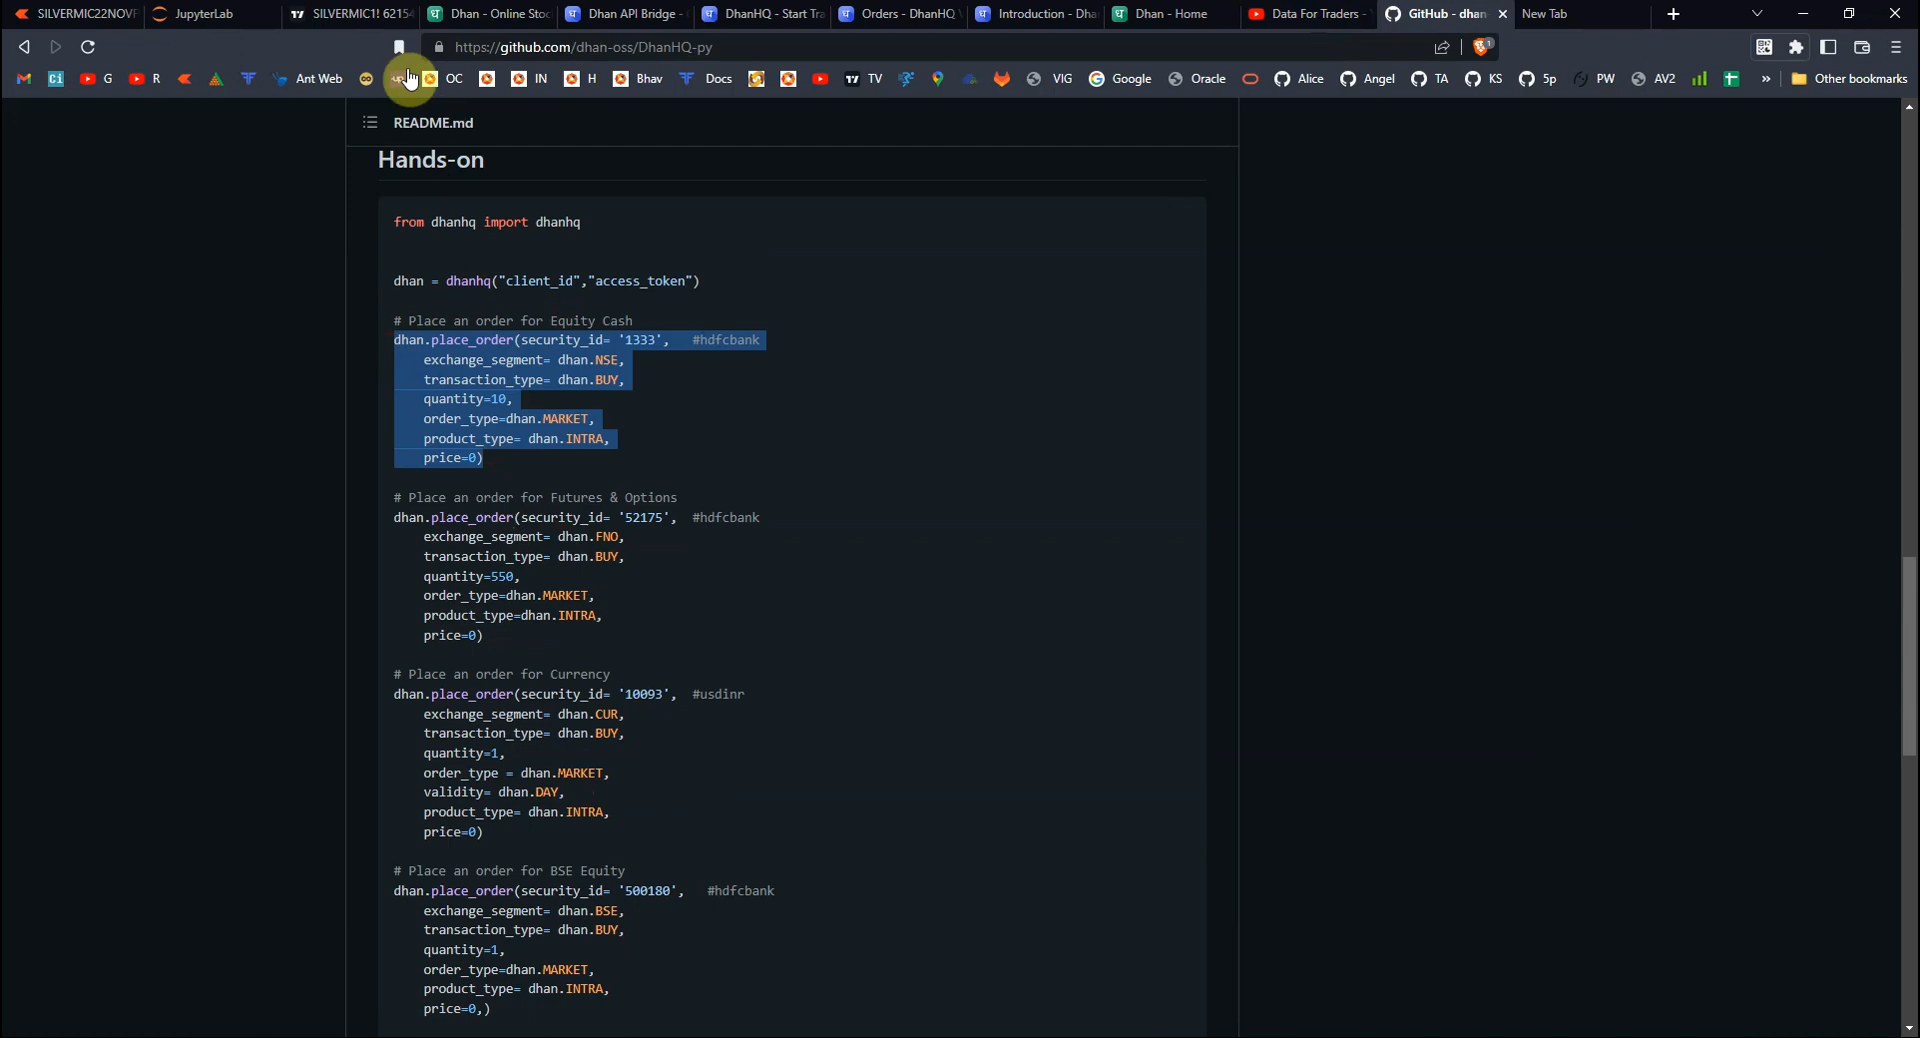 SILVERMIC22NOVF
JupyterLab
SILVERMIC1! 6215
Dhan - Online Stoc
Dhan API Bridge -
DhanHQ - Start Tra
Orders - DhanHQ
Introduction - Dha
Dhan - Home
Data For Traders -
GitHub - dhan
New Tab
https://github.com/dhan-oss/DhanHQ-py
1
Ci
G
R
Ant Web
OC
IN
H
Bhav
Docs
TV
VIG
Google
Oracle
Alice
Angel
TA
KS
5p
PW
AV2
»
Other bookmarks
README.md
Hands-on
from dhanhq import dhanhq
dhan = dhanhq("client_id","access_token")
# Place an order for Equity Cash
dhan.place_order(security_id= '1333', #hdfcbank
exchange_segment= dhan.NSE,
transaction_type= dhan.BUY,
quantity=10,
order_type=dhan.MARKET,
product_type= dhan.INTRA,
price=0)
# Place an order for Futures & Options
dhan.place_order(security_id= '52175', #hdfcbank
exchange_segment= dhan.FNO,
transaction_type= dhan.BUY,
quantity=550,
order_type=dhan.MARKET,
product_type=dhan.INTRA,
price=0)
# Place an order for Currency
dhan.place_order(security_id= '10093', #usdinr
exchange_segment= dhan.CUR,
transaction_type= dhan.BUY,
quantity=1,
order_type = dhan.MARKET,
validity= dhan.DAY,
product_type= dhan.INTRA,
price=0)
# Place an order for BSE Equity
dhan.place_order(security_id= '500180', #hdfcbank
exchange_segment= dhan.BSE,
transaction_type= dhan.BUY,
quantity=1,
order_type=dhan.MARKET,
product_type= dhan.INTRA,
price=0,)